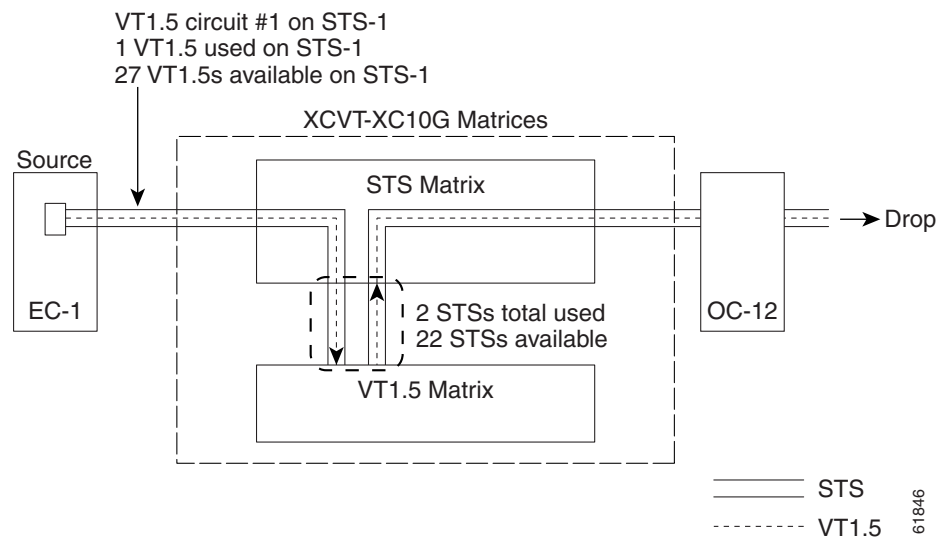 VT1.5 circuit #1 on STS-1
1 VT1.5 used on STS-1
27 VT1.5s available on STS-1
XCVT-XC10G Matrices
Source
STS Matrix
Drop
EC-1
2 STSs total used
22 STSs available
OC-12
VT1.5 Matrix
STS
VT1.5
61846